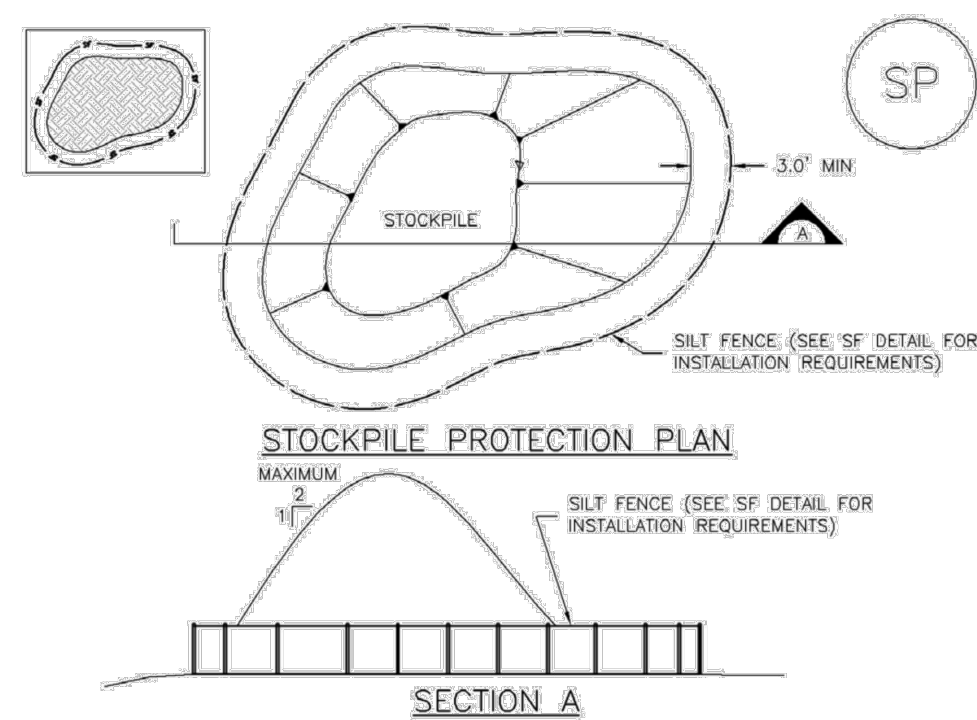 SP
3.0' MIN
STOCKPILE
A
SILT FENCE (SEE SF DETAIL FOR
INSTALLATION REQUIREMENTS)
STOCKPILE PROTECTION PLAN
MAXIMUM
2
1
SILT FENCE (SEE SF DETAIL FOR
INSTALLATION REQUIREMENTS)
SECTION A